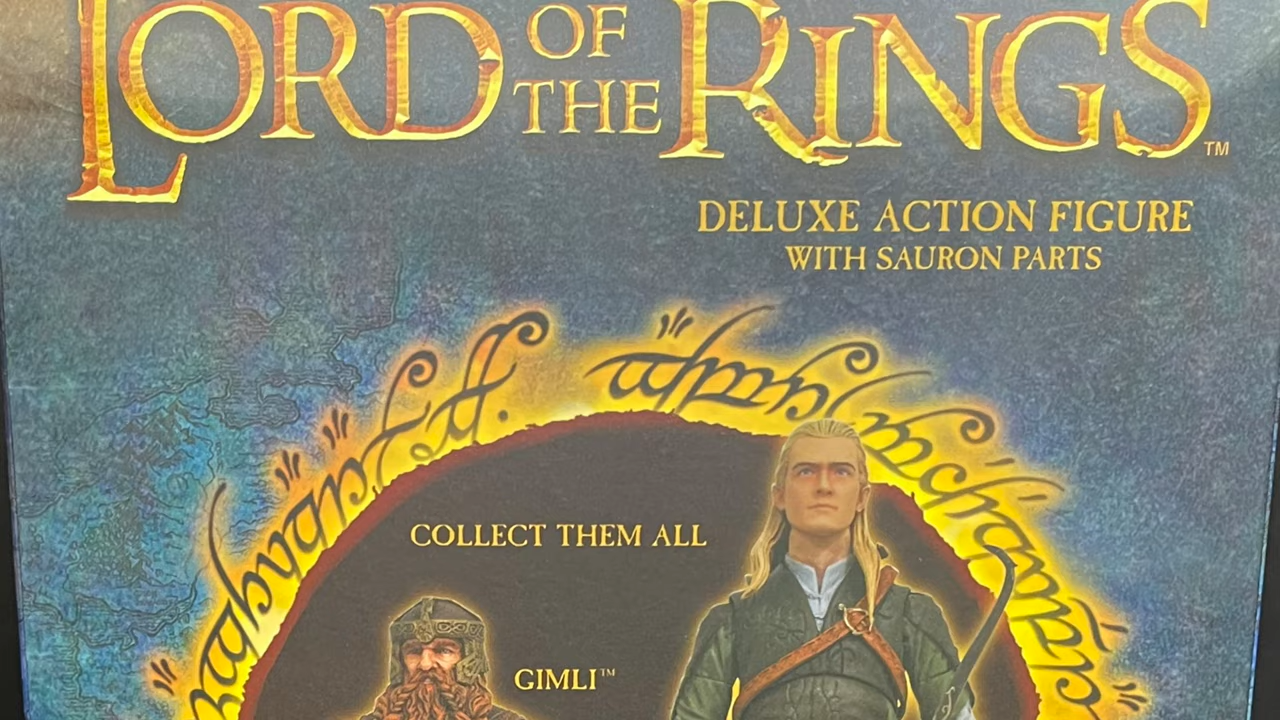 LORD OF THE RINGS™
DELUXE ACTION FIGURE
WITH SAURON PARTS
COLLECT THEM ALL
GIMLI™